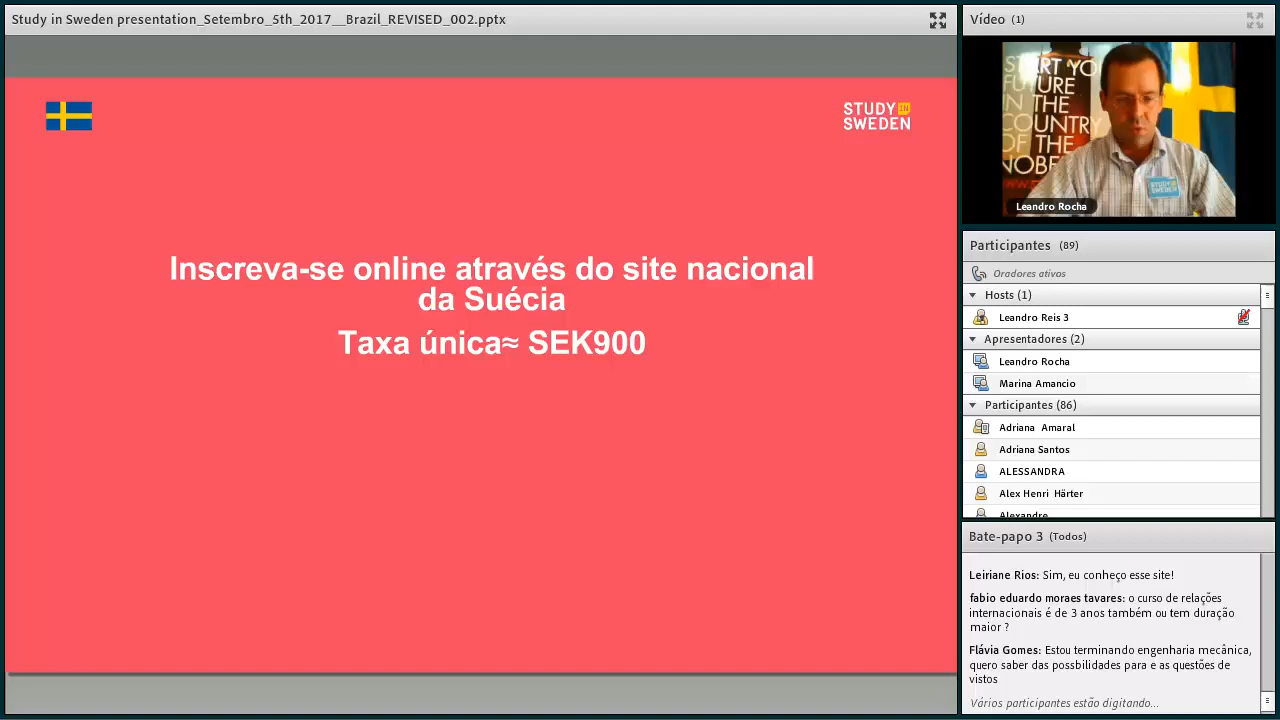 Study in Sweden presentation_Setembro_5th_2017__Brazil_REVISED_002.pptx
STUDY IN
SWEDEN
Inscreva-se online através do site nacional
da Suécia
Taxa única≈ SEK900
Vídeo (1)
START YO
FUTURE
IN THE
COUNTRY
OF THE
NOBE
STUDY IN
SWEDEN
Leandro Rocha
Participantes (89)
Oradores ativos
Hosts (1)
Leandro Reis 3
Apresentadores (2)
Leandro Rocha
Marina Amancio
Participantes (86)
Adriana Amaral
Adriana Santos
ALESSANDRA
Alex Henri Härter
Alexandre
Bate-papo 3 (Todos)
Leiriane Rios: Sim, eu conheço esse site!
fabio eduardo moraes tavares: o curso de relações
internacionais é de 3 anos também ou tem duração
maior ?
Flávia Gomes: Estou terminando engenharia mecânica,
quero saber das possbilidades para e as questões de
vistos
Vários participantes estão digitando...